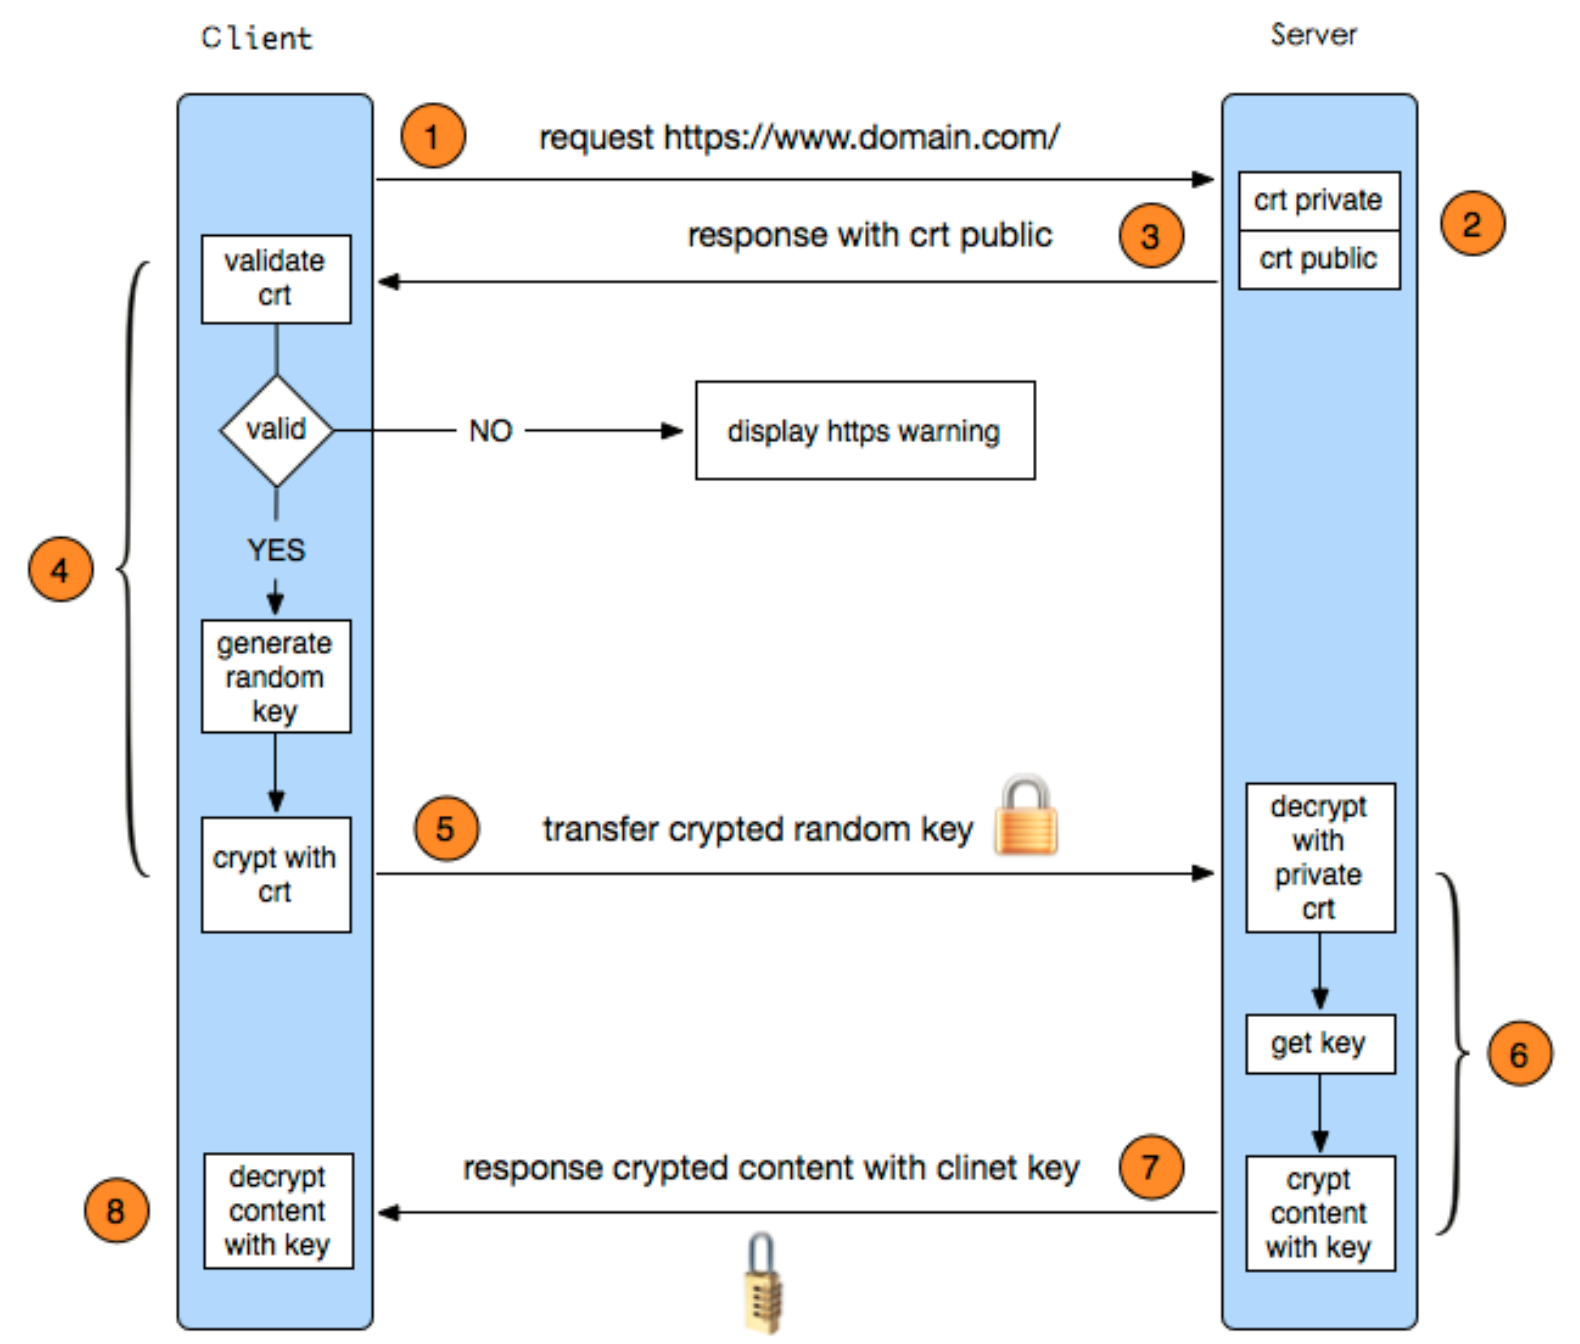 Client
Server
1
request https://www.domain.com/
crt private
2
response with crt public
3
crt public
validate
crt
valid
NO
display https warning
YES
4
generate
random
key
5
transfer crypted random key
crypt with
crt
decrypt
with
private
crt
get key
6
response crypted content with clinet key
7
crypt
content
with key
8
decrypt
content
with key